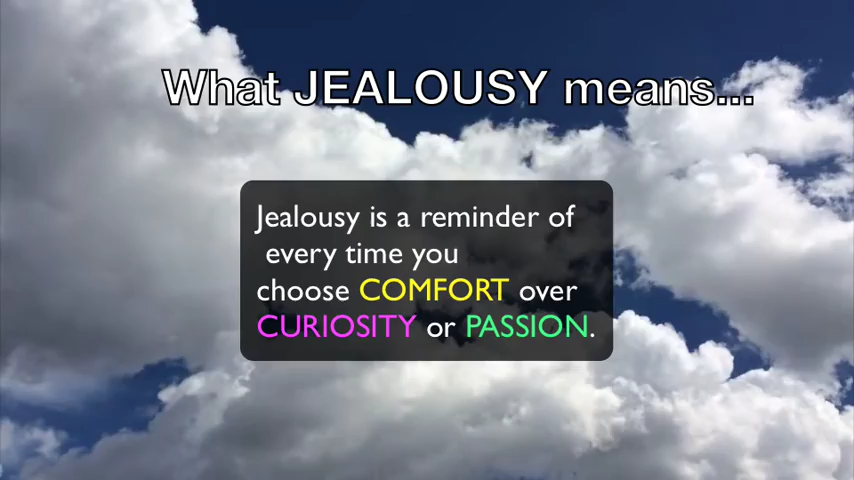 What JEALOUSY means...
Jealousy is a reminder of
every time you
choose COMFORT over
CURIOSITY or PASSION.